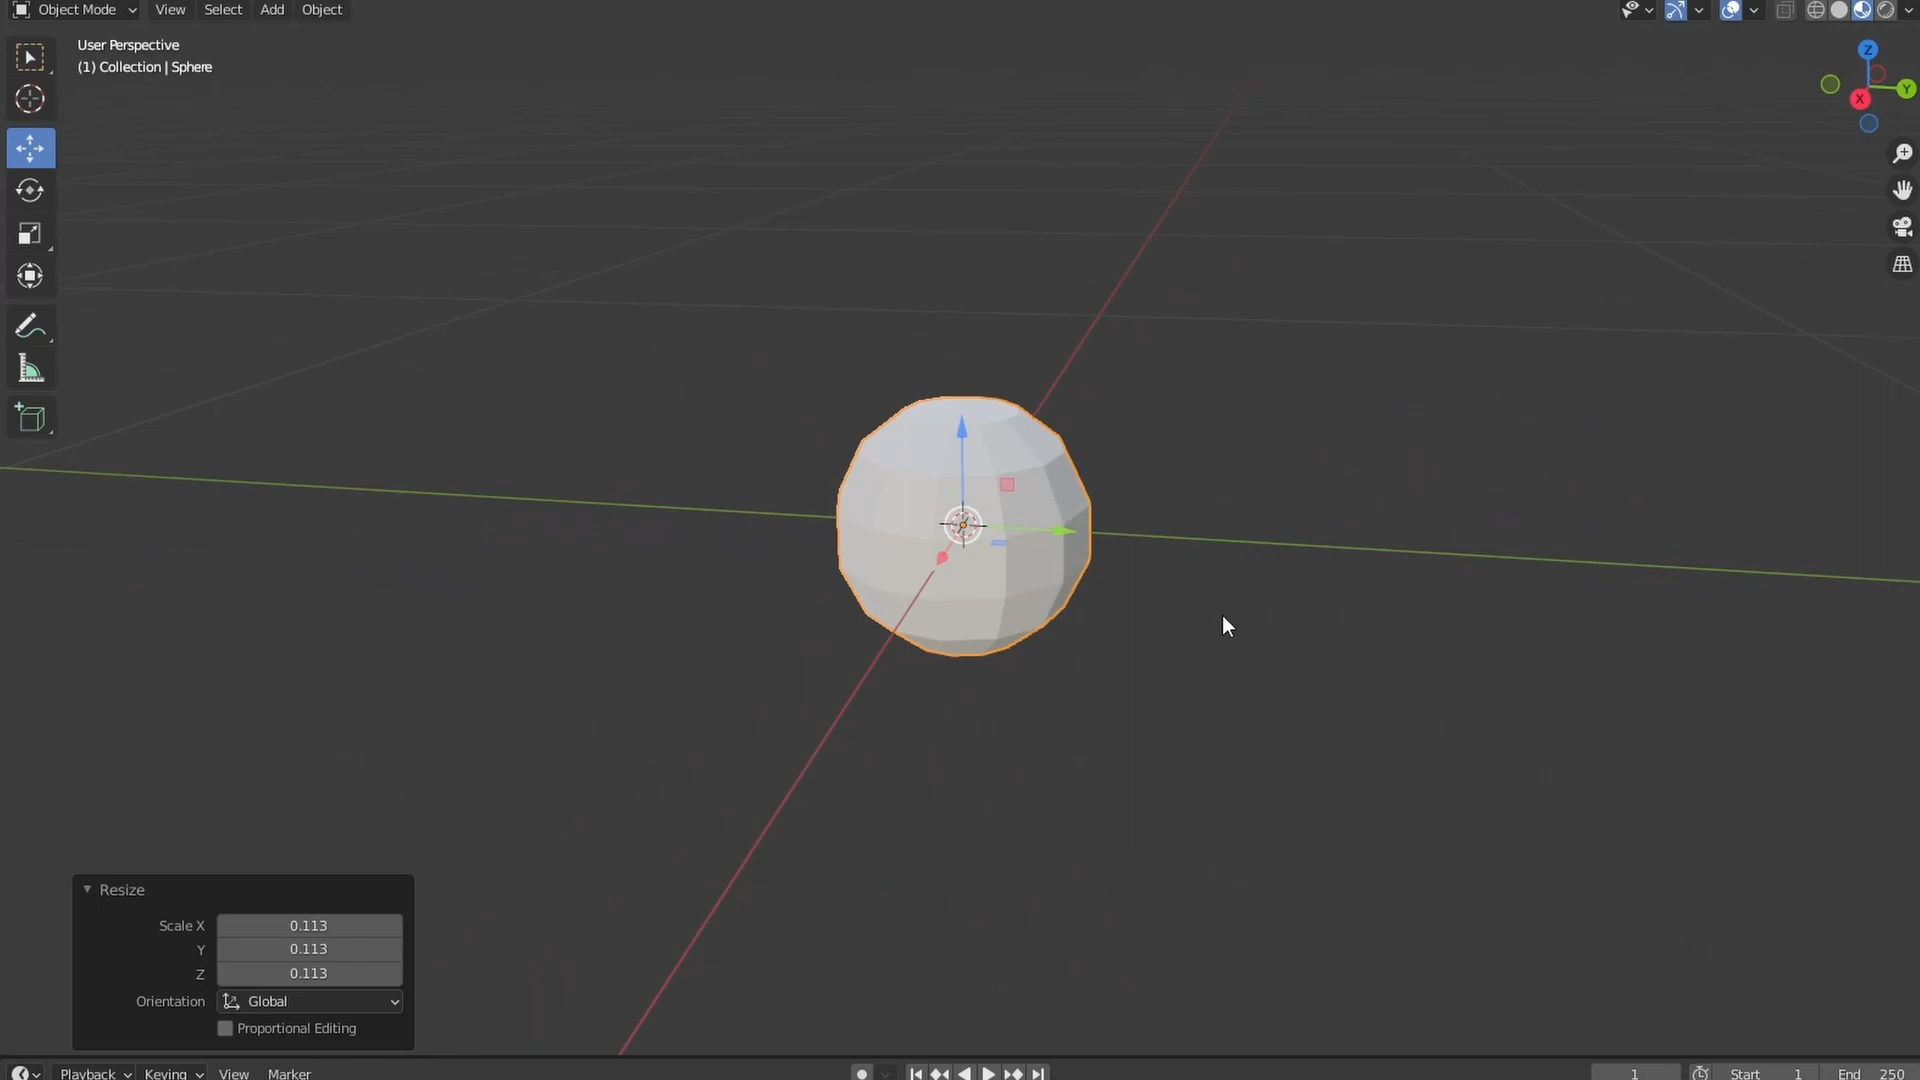 Object Mode View Select Add Object
User Perspective
(1) Collection | Sphere
Z
Y
X
Resize
Scale X 0.113
Y 0.113
Z 0.113
Orientation Global
Proportional Editing
Playback Keying View Marker 1 Start 1 End 250